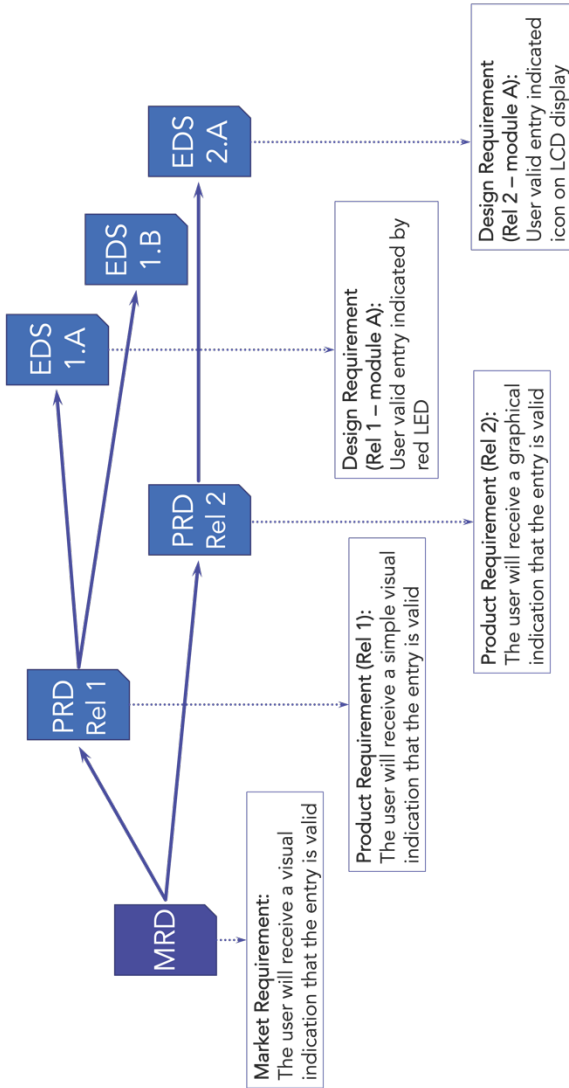 MRD
PRD
Rel 1
PRD
Rel 2
EDS
1.A
EDS
1.B
EDS
2.A
Market Requirement:
The user will receive a visual
indication that the entry is valid
Product Requirement (Rel 1):
The user will receive a simple visual
indication that the entry is valid
Product Requirement (Rel 2):
The user will receive a graphical
indication that the entry is valid
Design Requirement
(Rel 1 – module A):
User valid entry indicated by
red LED
Design Requirement
(Rel 2 – module A):
User valid entry indicated
icon on LCD display